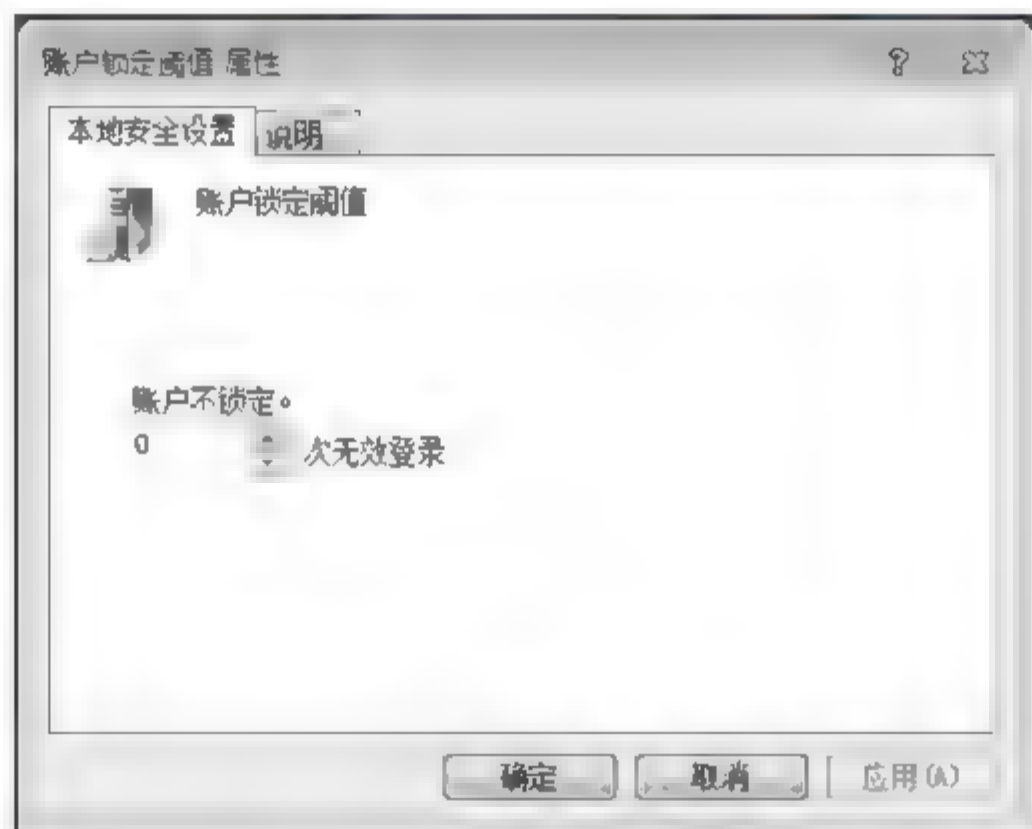 账户锁定阈值 属性
本地安全设置 说明
账户锁定阈值
账户不锁定。
0 次无效登录
确定 取消 应用(A)